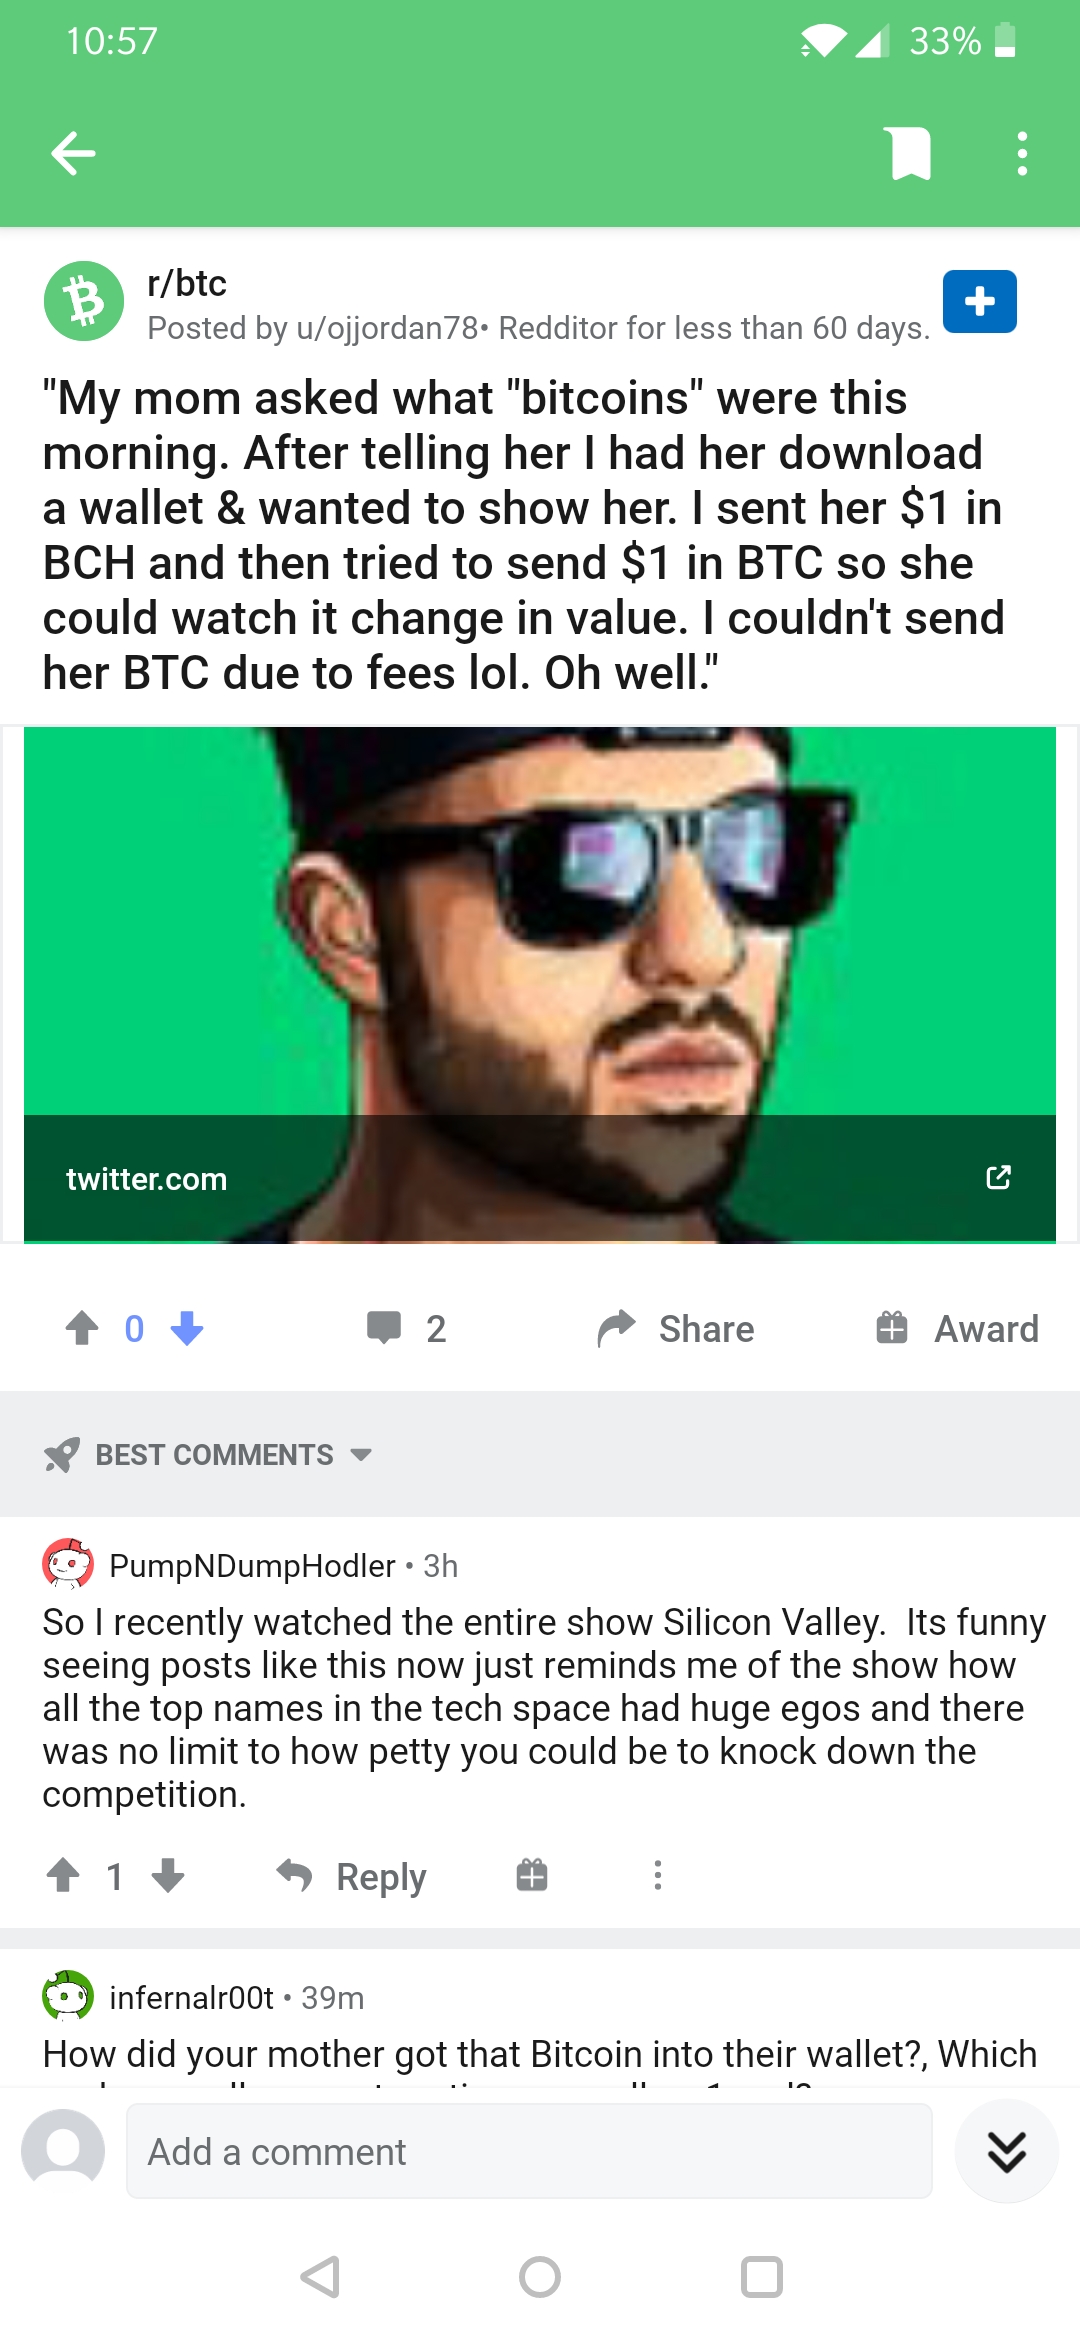 10:57
33%
r/btc
Posted by u/ojjordan78• Redditor for less than 60 days.
"My mom asked what "bitcoins" were this
morning. After telling her I had her download
a wallet & wanted to show her. I sent her $1 in
BCH and then tried to send $1 in BTC so she
could watch it change in value. I couldn't send
her BTC due to fees lol. Oh well."
twitter.com
0
2
Share
Award
BEST COMMENTS
PumpNDumpHodler • 3h
So I recently watched the entire show Silicon Valley.  Its funny
seeing posts like this now just reminds me of the show how
all the top names in the tech space had huge egos and there
was no limit to how petty you could be to knock down the
competition.
1
Reply
infernalr00t • 39m
How did your mother got that Bitcoin into their wallet?, Which
Add a comment